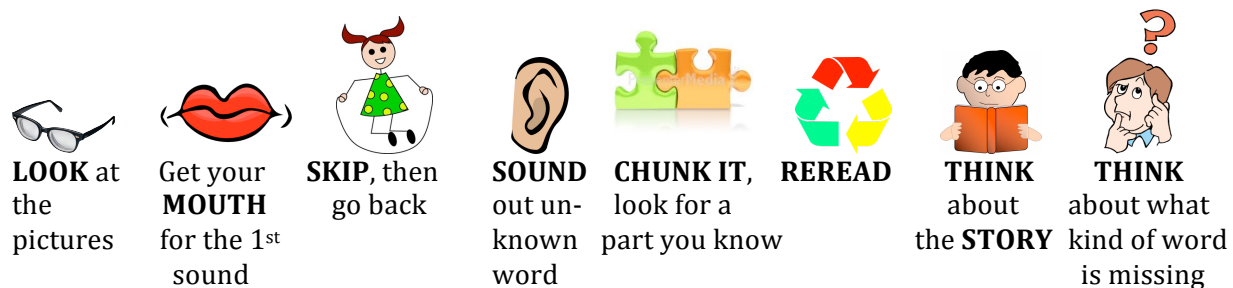 LOOK at
the
pictures
Get your
MOUTH
for the 1st
sound
SKIP, then
go back
SOUND
out un-
known
word
CHUNK IT,
look for a
part you know
REREAD
THINK
about
the STORY
THINK
about what
kind of word
is missing
?